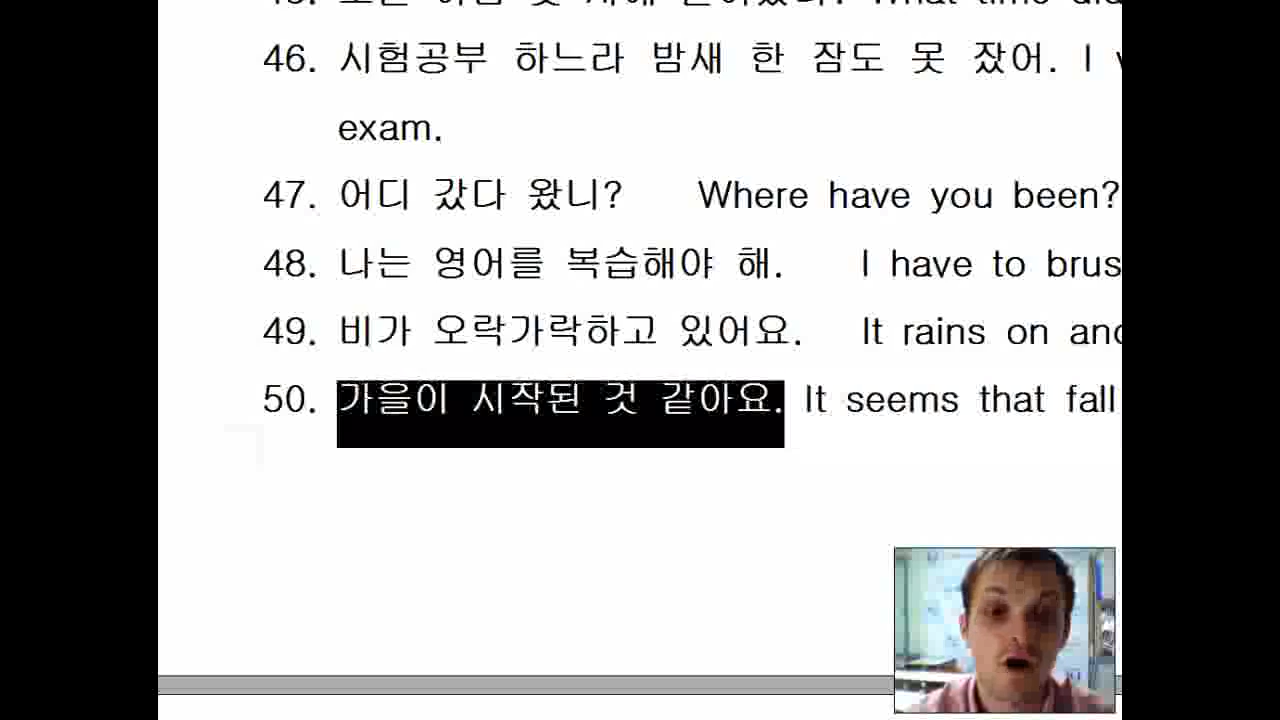 46. 시험공부 하느라 밤새 한 잠도 못 잤어. I
exam.
47. 어디 갔다 왔니? Where have you been?
48. 나는 영어를 복습해야 해. I have to brus
49. 비가 오락가락하고 있어요. It rains on and
50. 가을이 시작된 것 같아요. It seems that fall